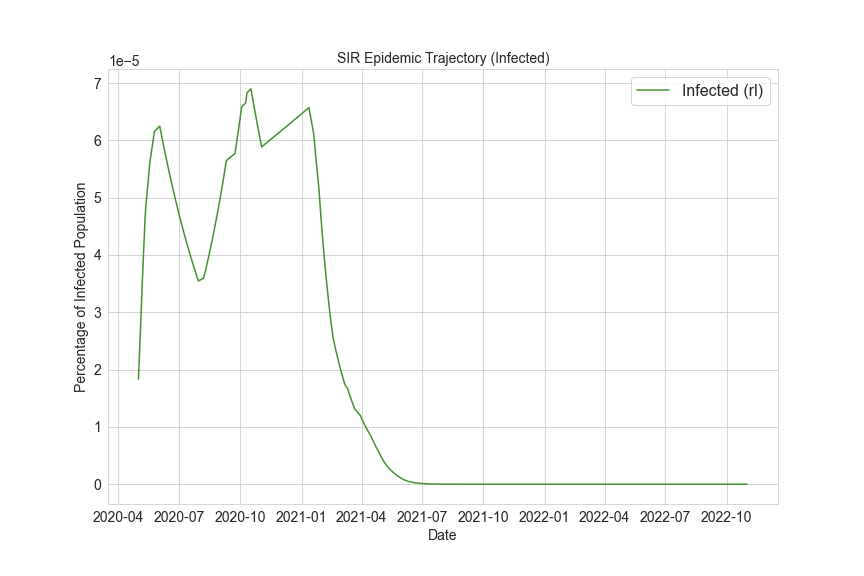 SIR Epidemic Trajectory (Infected)
1e−5
Infected (rl)
7
6
5
4
3
2
1
0
Percentage of Infected Population
2020-04 2020-07 2020-10 2021-01 2021-04 2021-07 2021-10 2022-01 2022-04 2022-07 2022-10
Date